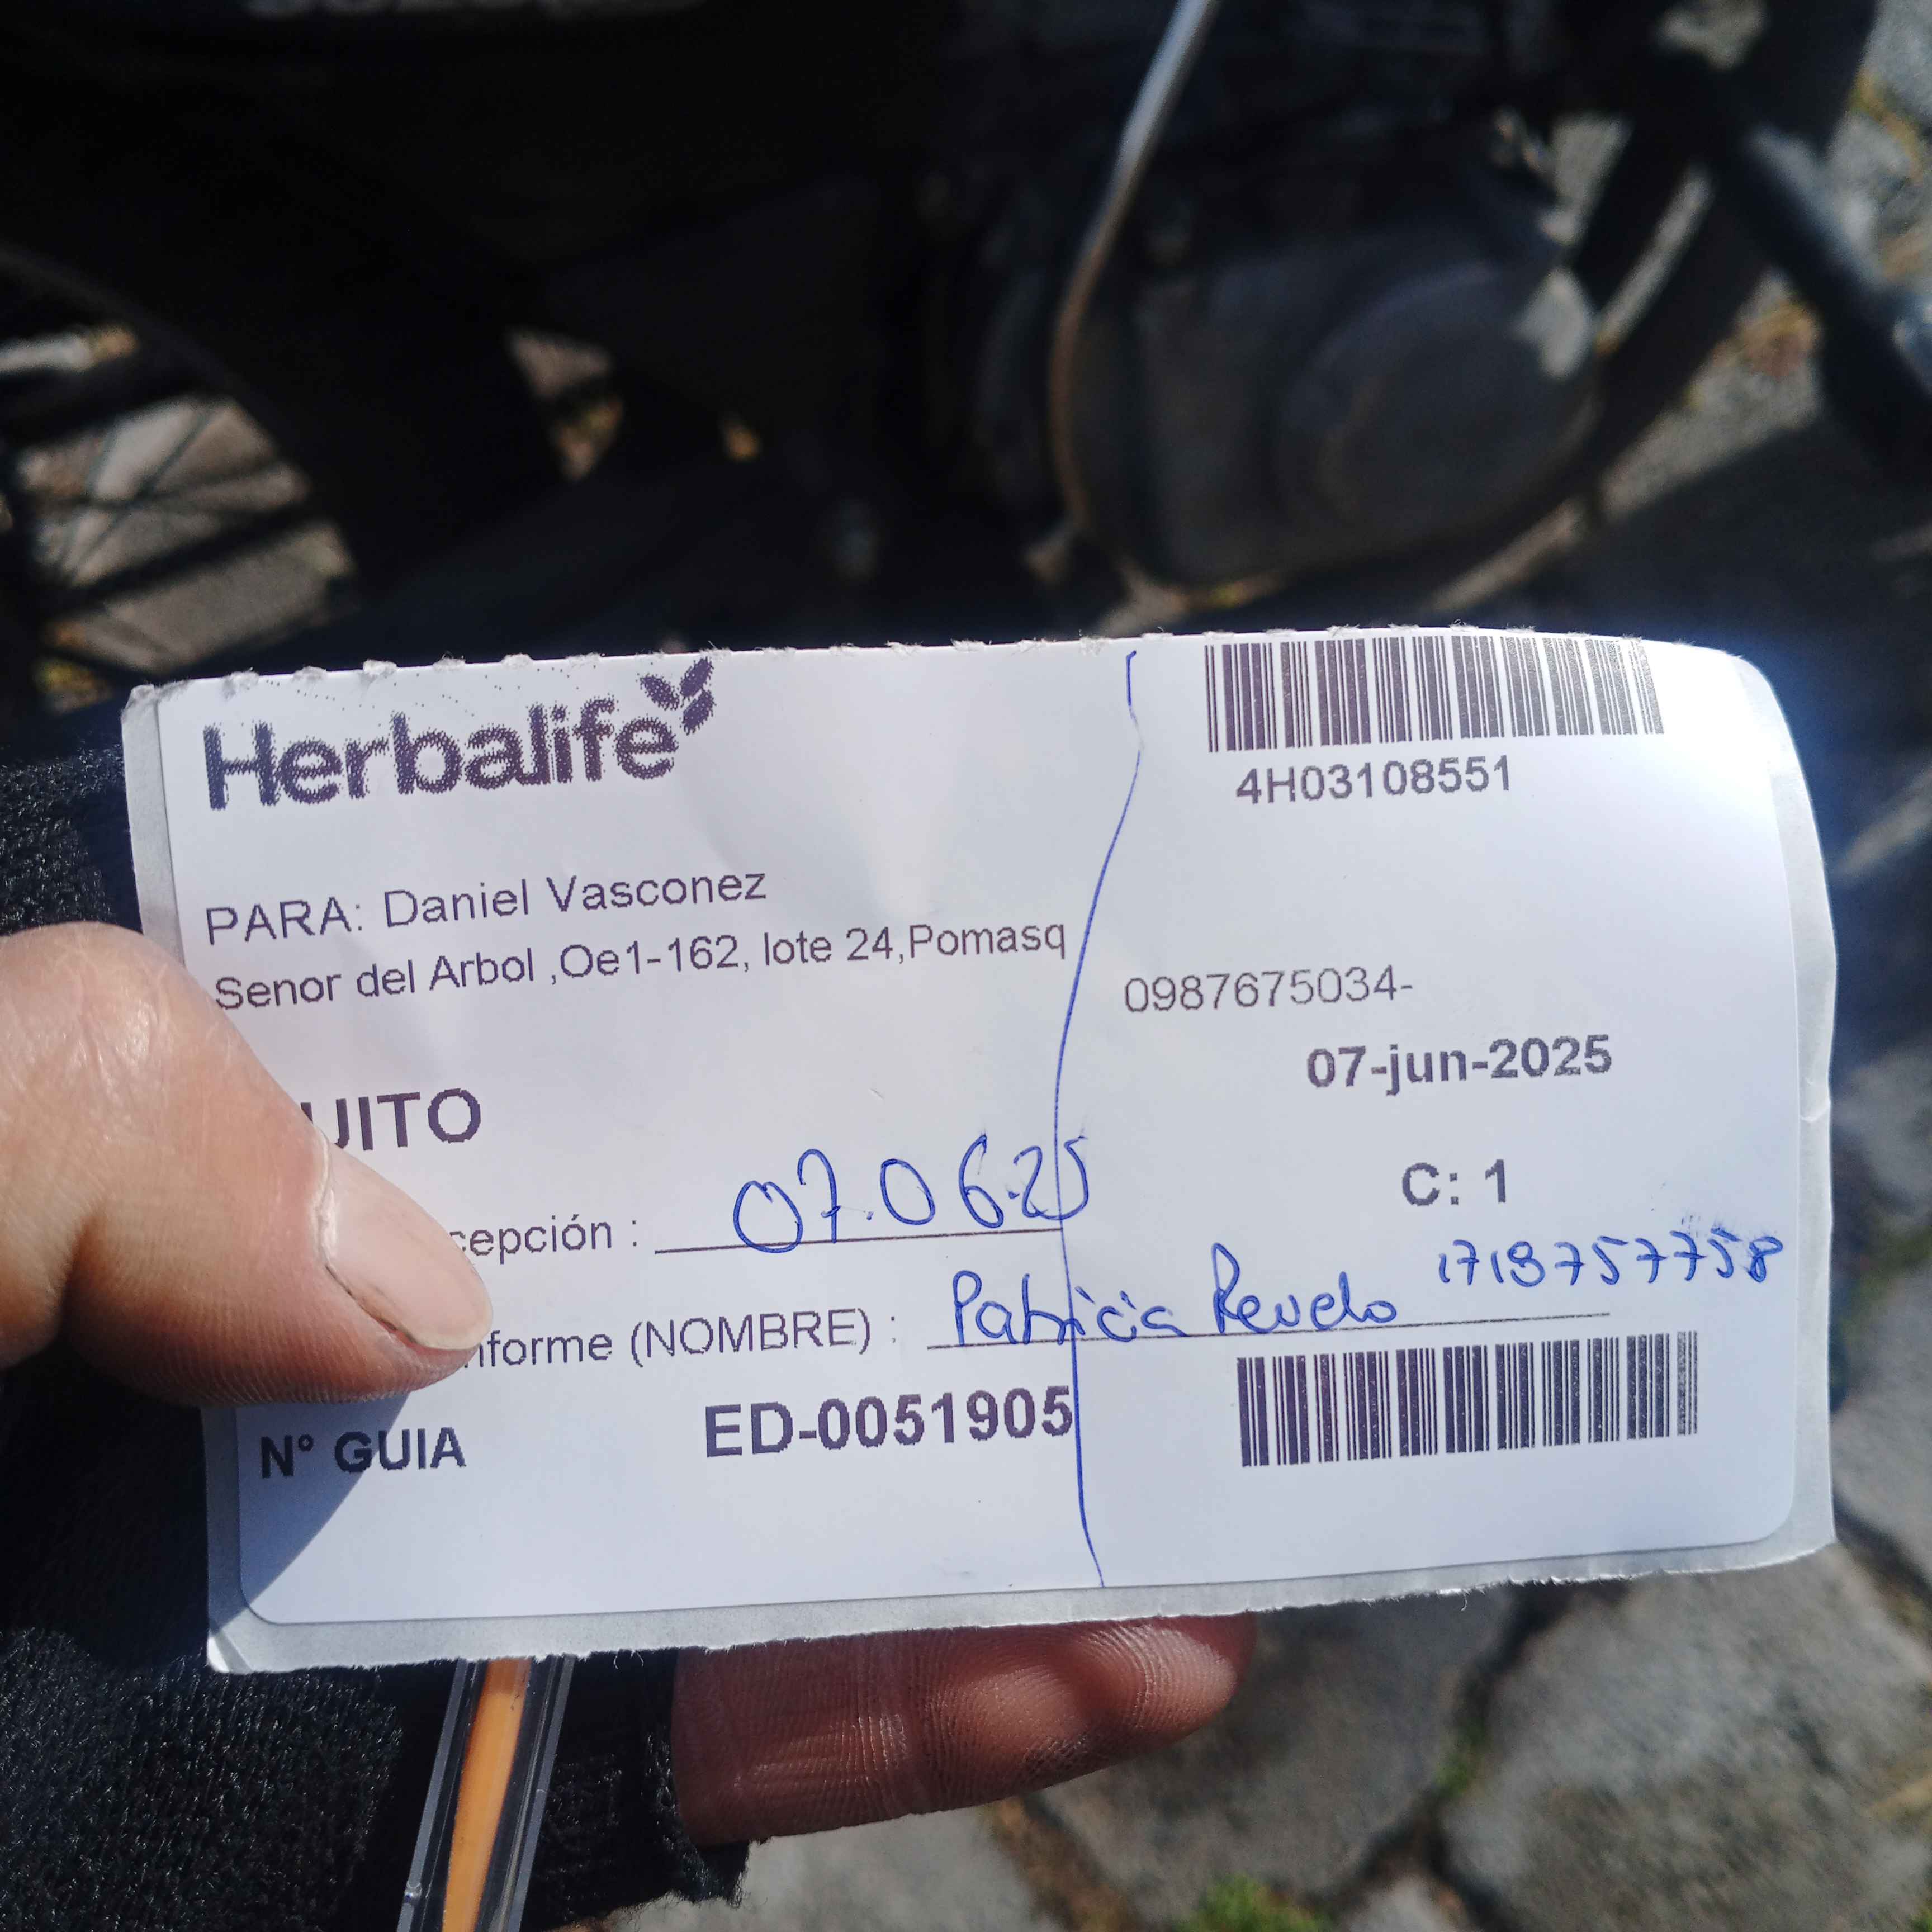 Herbalife
4H03108551
PARA: Daniel Vasconez
Senor del Arbol ,Oe1-162, lote 24,Pomasq
0987675034-
07-jun-2025
UITO
C: 1
cepción : 07.06.25
nforme (NOMBRE) : Patricia Revelo 1718757758
Nº GUIA ED-0051905